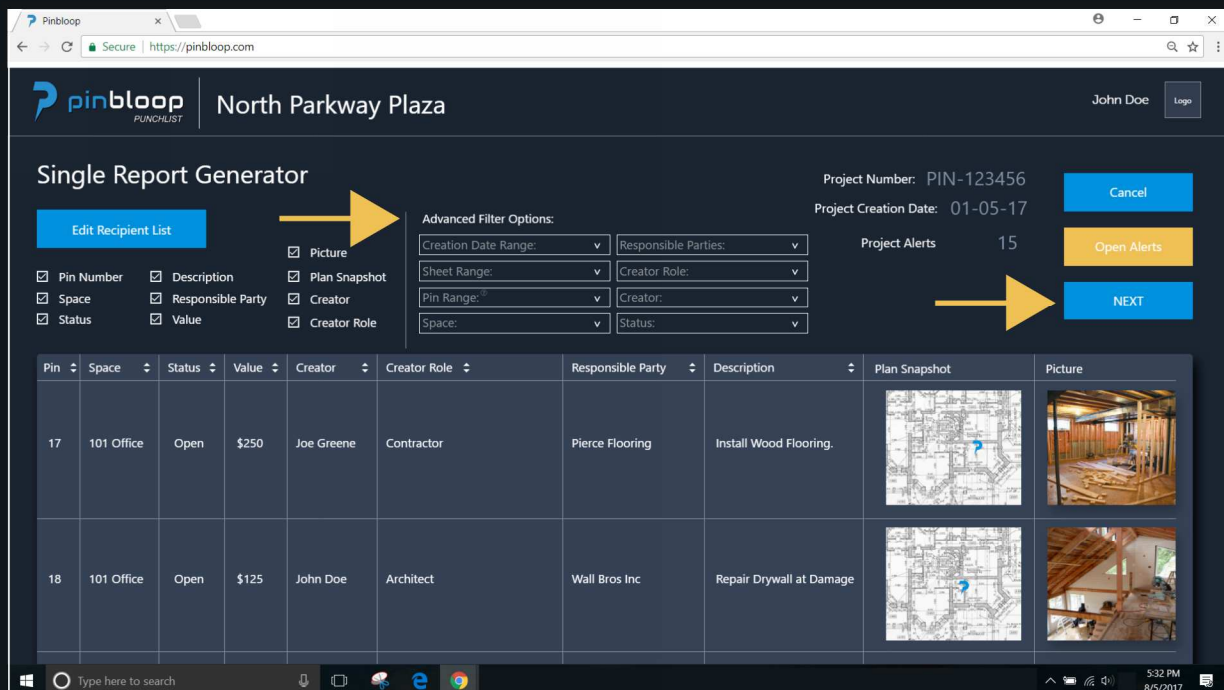 Pinbloop
Secure | https://pinbloop.com
pinbloop
PUNCHLIST
North Parkway Plaza
John Doe
Logo
Single Report Generator
Edit Recipient List
Pin Number
Description
Picture
Space
Responsible Party
Plan Snapshot
Status
Value
Creator
Creator Role
Advanced Filter Options:
Creation Date Range:
Responsible Parties:
Sheet Range:
Creator Role:
Pin Range:
Creator:
Space:
Status:
Project Number: PIN-123456
Project Creation Date: 01-05-17
Project Alerts 15
Cancel
Open Alerts
NEXT
Pin Space Status Value Creator Creator Role Responsible Party Description Plan Snapshot Picture
17 101 Office Open $250 Joe Greene Contractor Pierce Flooring Install Wood Flooring.
18 101 Office Open $125 John Doe Architect Wall Bros Inc Repair Drywall at Damage
Type here to search
5:32 PM
8/5/2017